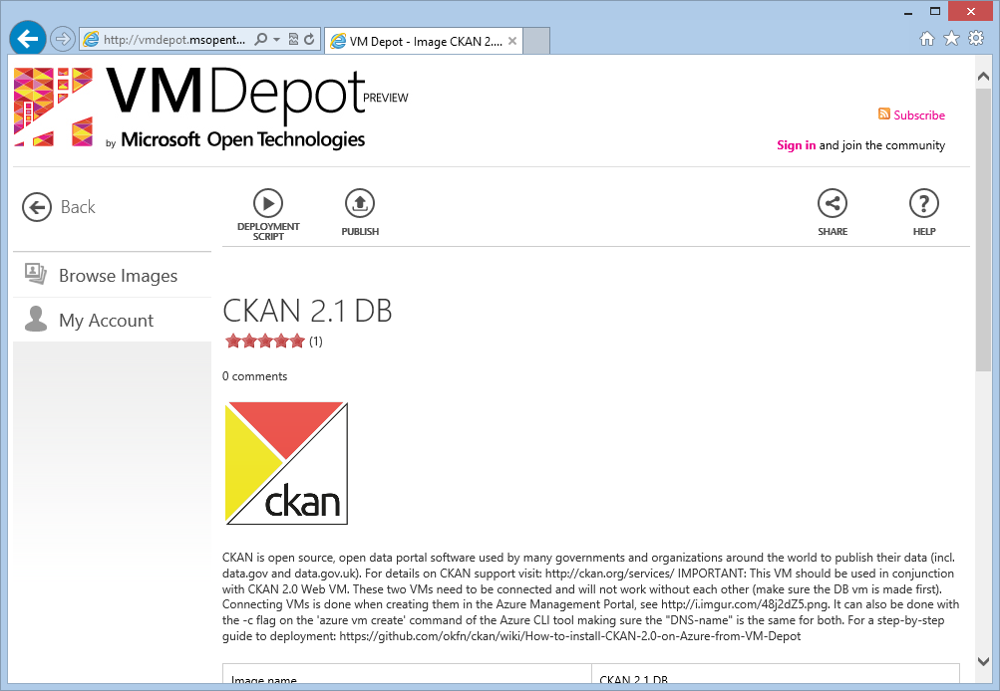 http://vmdepot.msopent...
VM Depot - Image CKAN 2....
VMDepot PREVIEW
by Microsoft Open Technologies
Subscribe
Sign in and join the community
Back
DEPLOYMENT
SCRIPT
PUBLISH
SHARE
HELP
Browse Images
My Account
CKAN 2.1 DB
(1)
0 comments
ckan
CKAN is open source, open data portal software used by many governments and organizations around the world to publish their data (incl.
data.gov and data.gov.uk). For details on CKAN support visit: http://ckan.org/services/ IMPORTANT: This VM should be used in conjunction
with CKAN 2.0 Web VM. These two VMs need to be connected and will not work without each other (make sure the DB vm is made first).
Connecting VMs is done when creating them in the Azure Management Portal, see http://i.imgur.com/48j2dZ5.png. It can also be done with
the -c flag on the 'azure vm create' command of the Azure CLI tool making sure the "DNS-name" is the same for both. For a step-by-step
guide to deployment: https://github.com/okfn/ckan/wiki/How-to-install-CKAN-2.0-on-Azure-from-VM-Depot
Image name
CKAN 2.1 DB